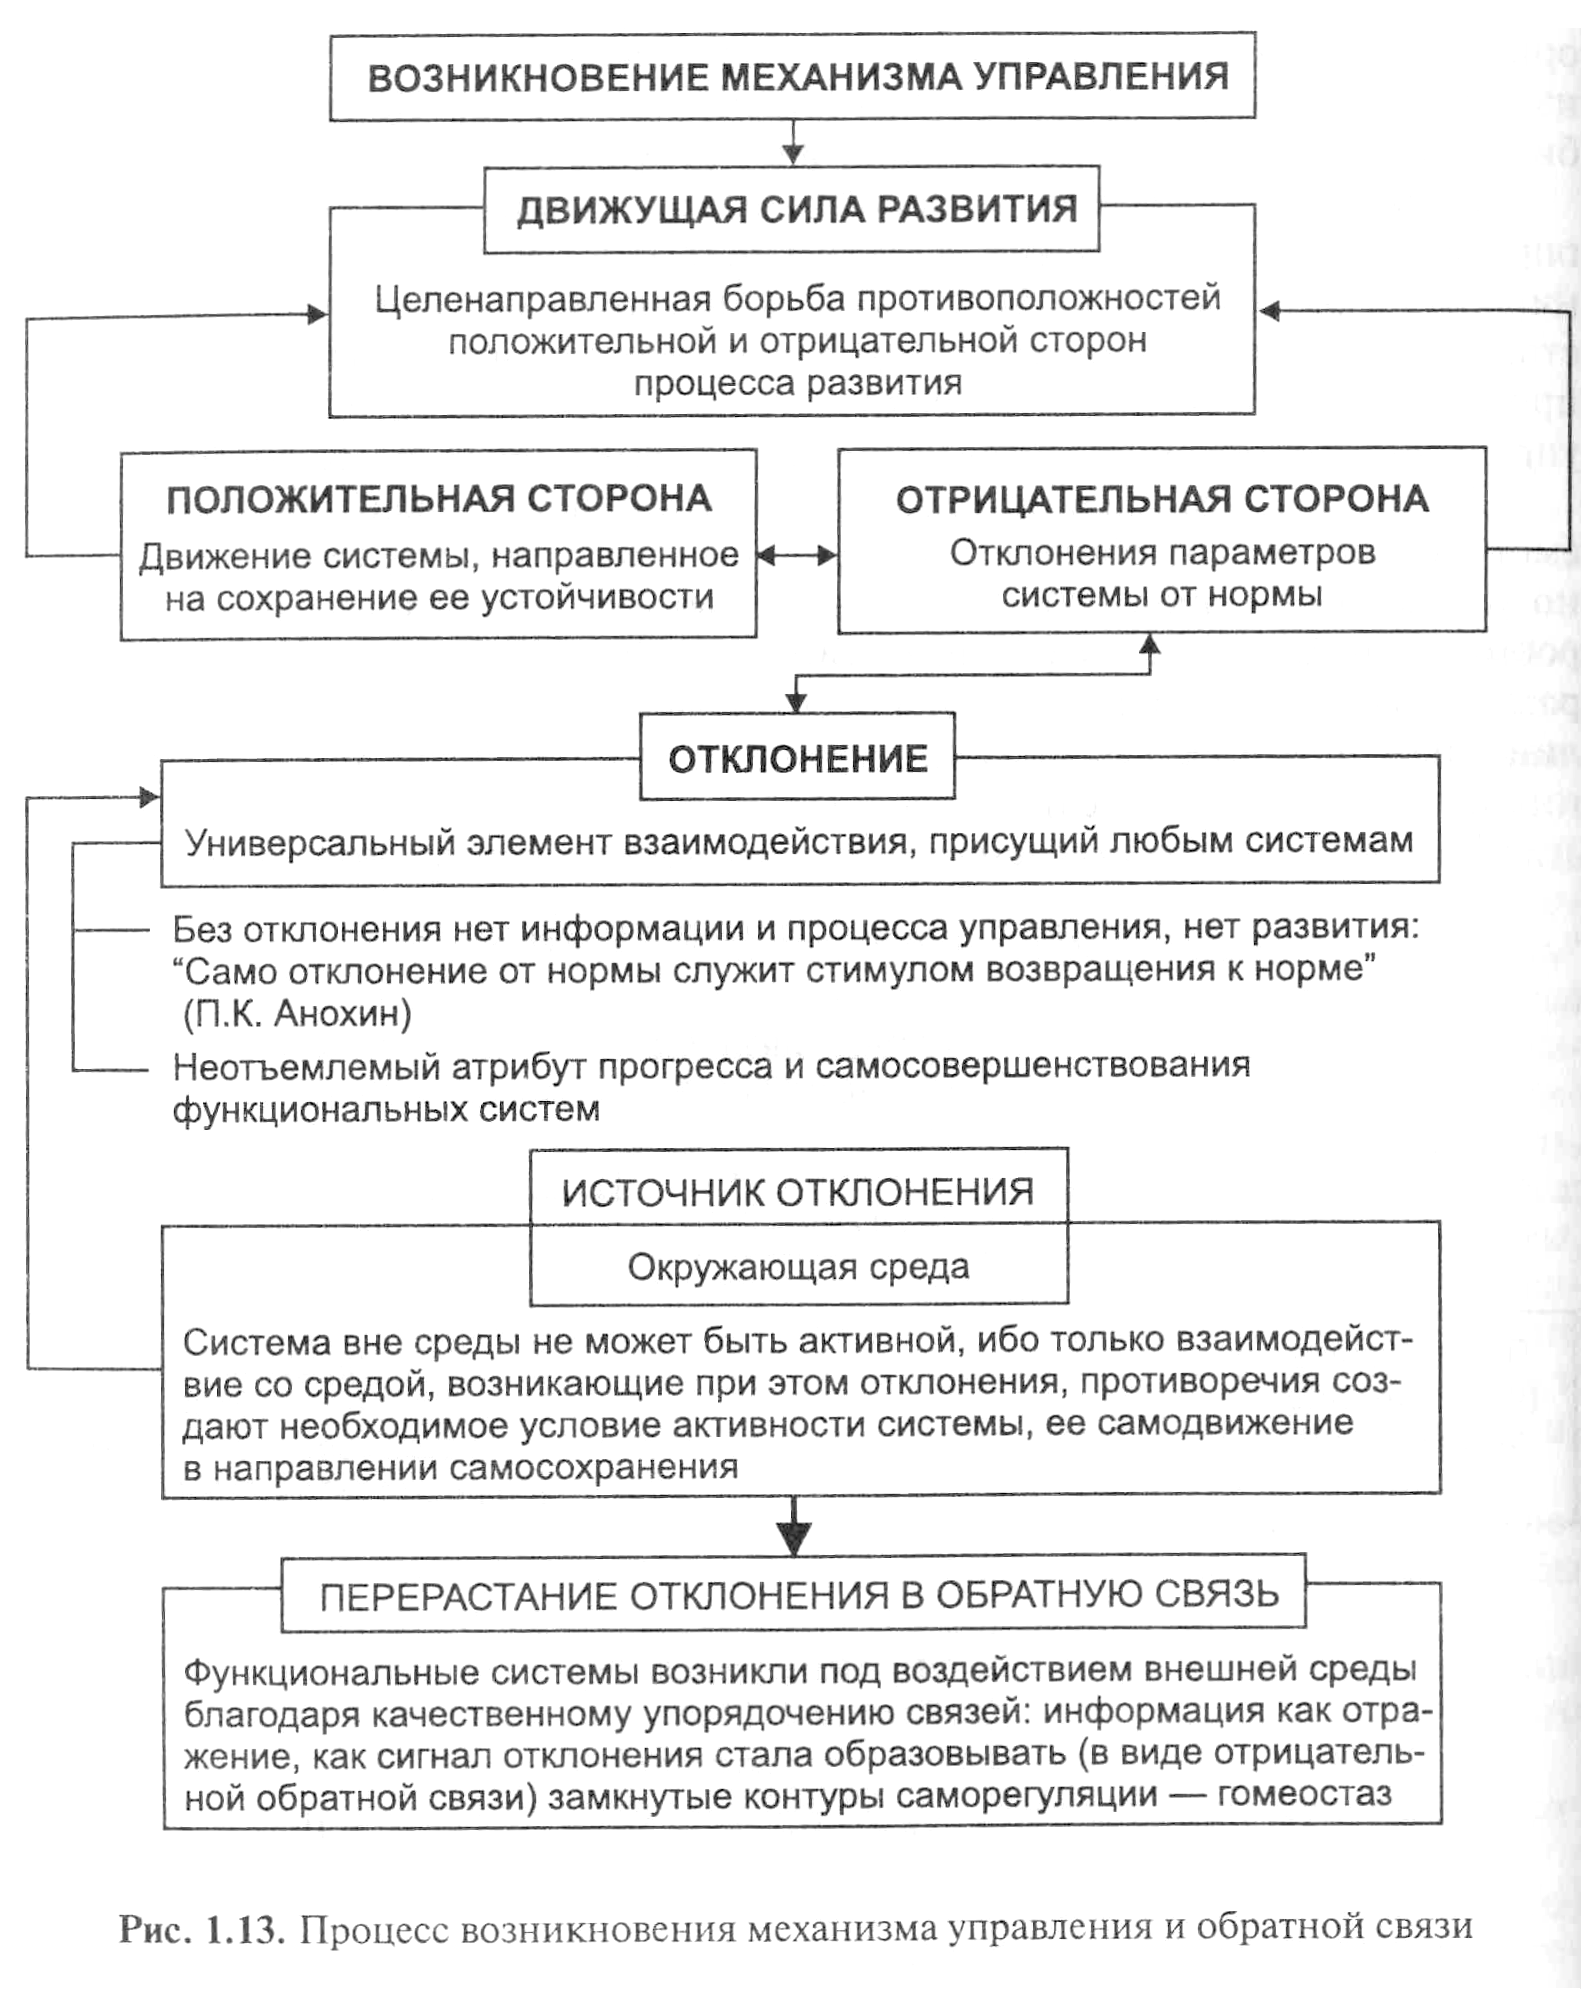 ВОЗНИКНОВЕНИЕ МЕХАНИЗМА УПРАВЛЕНИЯ
ДВИЖУЩАЯ СИЛА РАЗВИТИЯ
Целенаправленная борьба противоположностей
положительной и отрицательной сторон
процесса развития
ПОЛОЖИТЕЛЬНАЯ СТОРОНА
Движение системы, направленное
на сохранение ее устойчивости
ОТРИЦАТЕЛЬНАЯ СТОРОНА
Отклонения параметров
системы от нормы
ОТКЛОНЕНИЕ
Универсальный элемент взаимодействия, присущий любым системам
Без отклонения нет информации и процесса управления, нет развития:
“Само отклонение от нормы служит стимулом возвращения к норме”
(П.К. Анохин)
Неотъемлемый атрибут прогресса и самосовершенствования
функциональных систем
ИСТОЧНИК ОТКЛОНЕНИЯ
Окружающая среда
Система вне среды не может быть активной, ибо только взаимодейст-
вие со средой, возникающие при этом отклонения, противоречия соз-
дают необходимое условие активности системы, ее самодвижение
в направлении самосохранения
ПЕРЕРАСТАНИЕ ОТКЛОНЕНИЯ В ОБРАТНУЮ СВЯЗЬ
Функциональные системы возникли под воздействием внешней среды
благодаря качественному упорядочению связей: информация как отра-
жение, как сигнал отклонения стала образовывать (в виде отрицатель-
ной обратной связи) замкнутые контуры саморегуляции — гомеостаз
Рис. 1.13. Процесс возникновения механизма управления и обратной связи